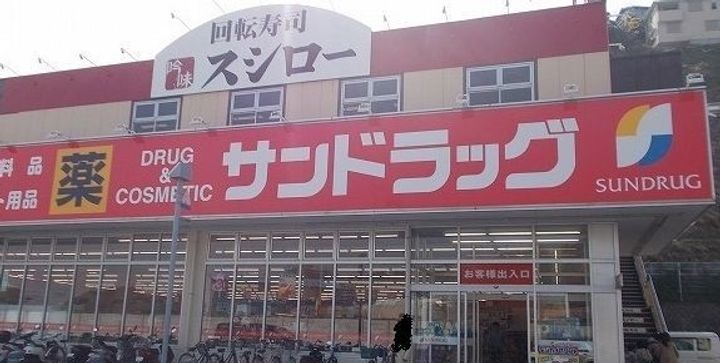 回転寿司
吟味
スシロー
料品
ト用品
薬
DRUG
&
COSMETIC
サンドラッグ
SUNDRUG
お客様出入口